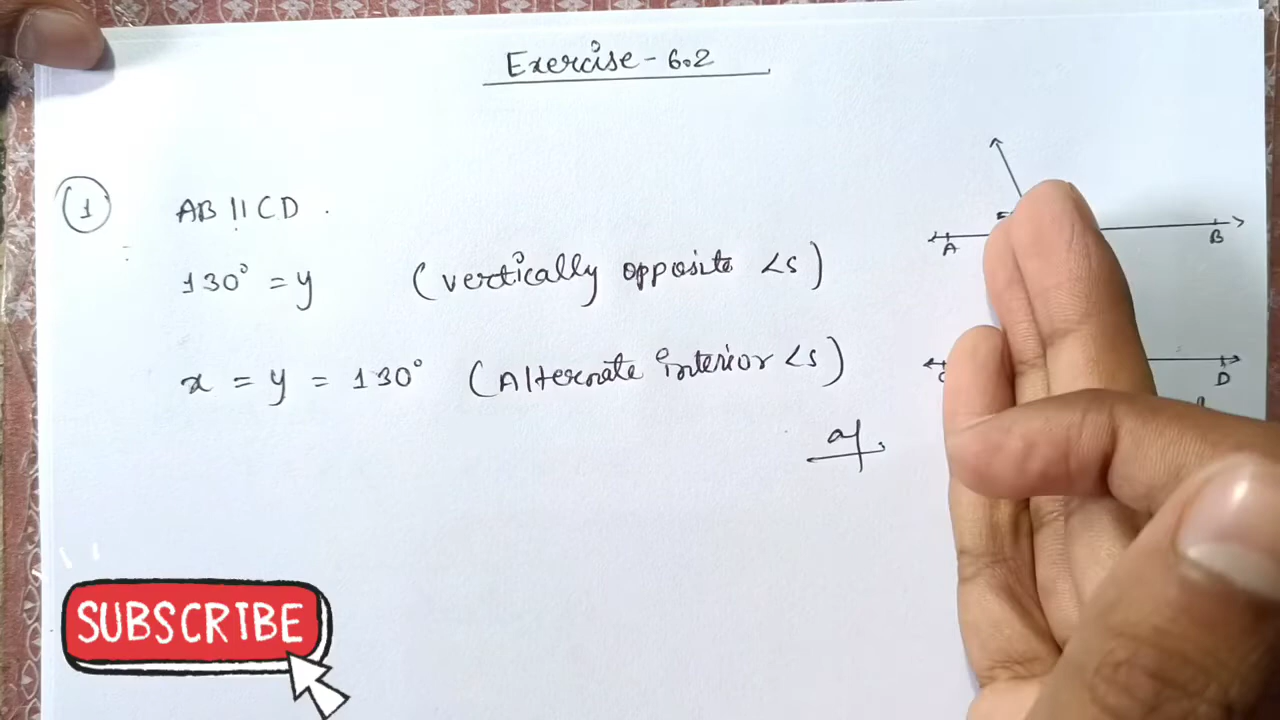 Exercise - 6.2
1
AB || CD .
130° = y (vertically opposite ∠s)
x = y = 130° (Alternate interior ∠s)
A
B
D
SUBSCRIBE